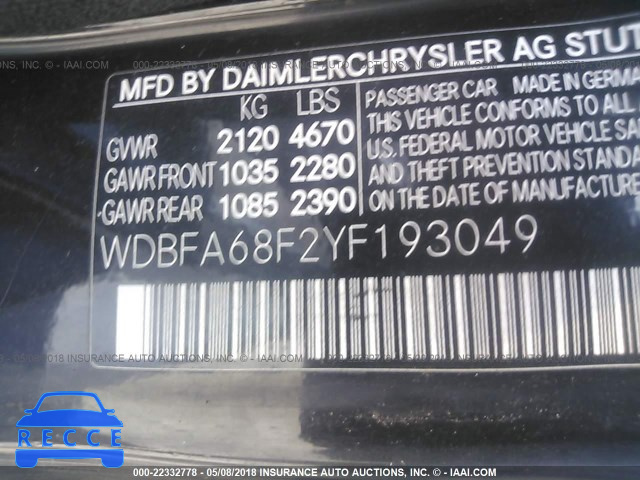 MFD BY DAIMLERCHRYSLER AG STUT
KG LBS
GVWR 2120 4670
GAWR FRONT 1035 2280
GAWR REAR 1085 2390
PASSENGER CAR MADE IN GERMAN
THIS VEHICLE CONFORMS TO ALL
U.S. FEDERAL MOTOR VEHICLE SA
AND THEFT PREVENTION STANDA
ON THE DATE OF MANUFACTUR
WDBFA68F2YF193049
RECCE
000-22332778 - 05/08/2018 INSURANCE AUTO AUCTIONS, INC. - IAAI.COM